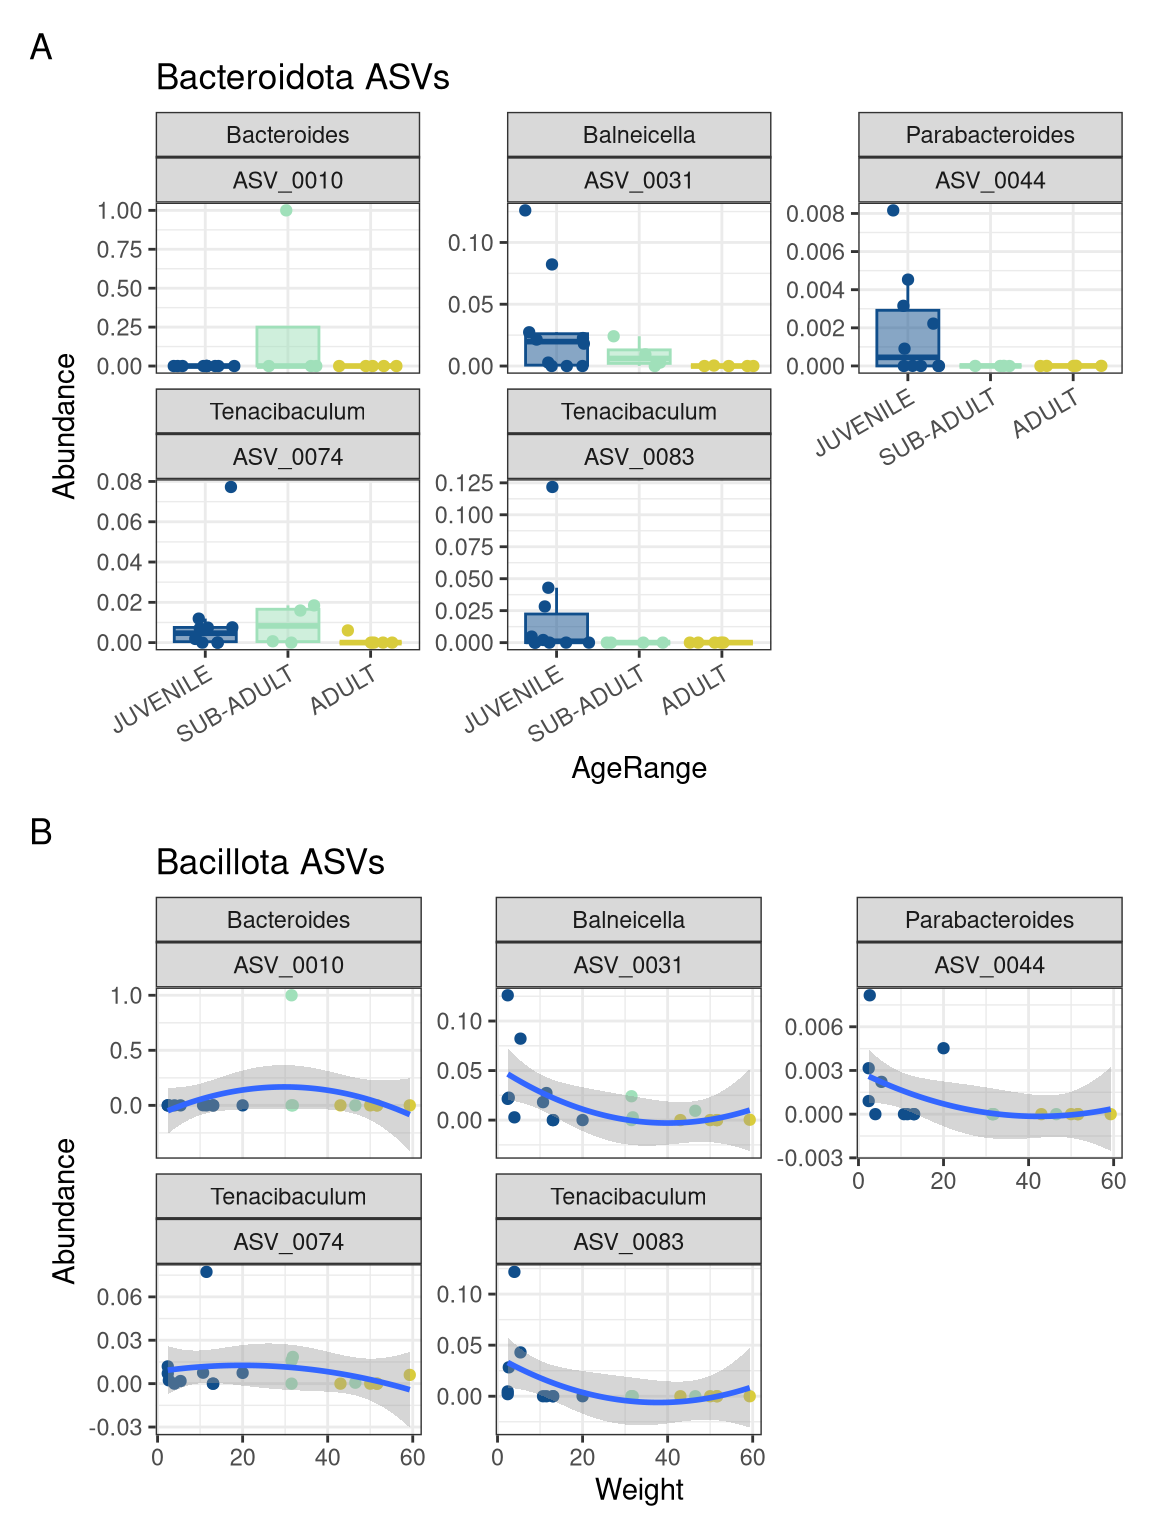 A
Bacteroidota ASVs
Bacteroides
Balneicella
Parabacteroides
ASV_0010
ASV_0031
ASV_0044
1.00
0.75
0.50
0.25
0.00
0.10
0.05
0.00
0.008
0.006
0.004
0.002
0.000
JUVENILE
SUB-ADULT
ADULT
Abundance
Tenacibaculum
Tenacibaculum
ASV_0074
ASV_0083
0.08
0.06
0.04
0.02
0.00
0.125
0.100
0.075
0.050
0.025
0.000
JUVENILE
SUB-ADULT
ADULT
JUVENILE
SUB-ADULT
ADULT
AgeRange
B
Bacillota ASVs
Bacteroides
Balneicella
Parabacteroides
ASV_0010
ASV_0031
ASV_0044
1.0
0.5
0.0
0.10
0.05
0.00
0.006
0.003
0.000
-0.003
0 20 40 60
Abundance
Tenacibaculum
Tenacibaculum
ASV_0074
ASV_0083
0.06
0.03
0.00
-0.03
0.10
0.05
0.00
0 20 40 60
0 20 40 60
Weight